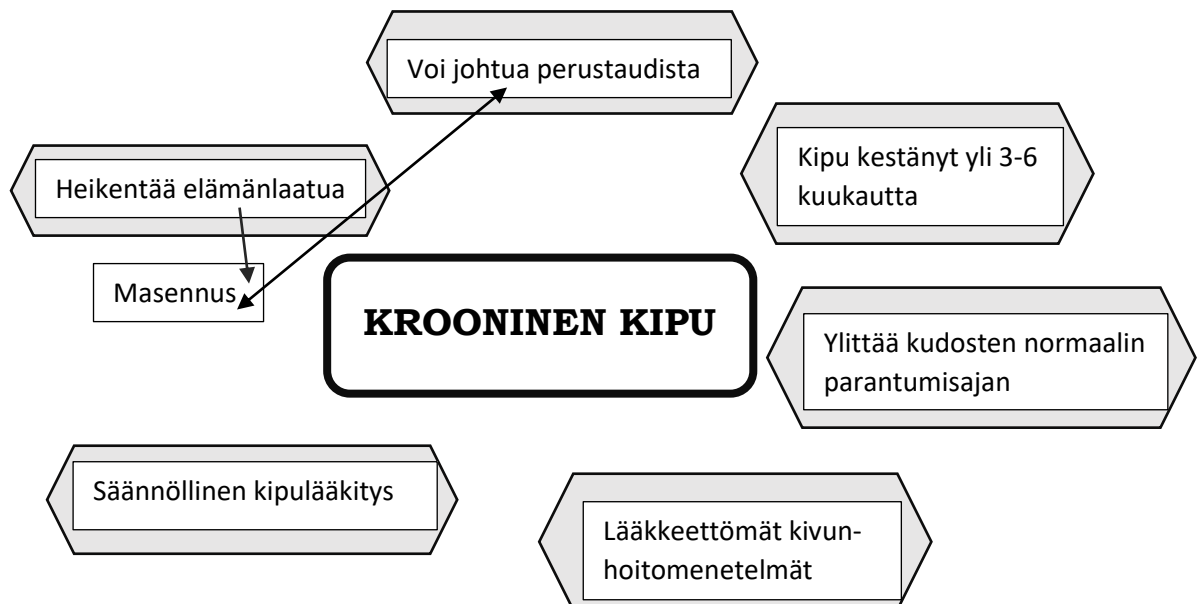 Voi johtua perustaudista
Kipu kestänyt yli 3-6
kuukautta
Heikentää elämänlaatua
Masennus
KROONINEN KIPU
Ylittää kudosten normaalin
parantumisajan
Säännöllinen kipulääkitys
Lääkkeettömät kivun-
hoitomenetelmät